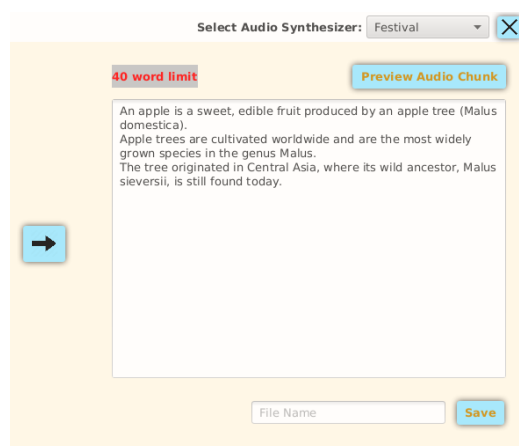 Select Audio Synthesizer: Festival
40 word limit
Preview Audio Chunk
An apple is a sweet, edible fruit produced by an apple tree (Malus
domestica).
Apple trees are cultivated worldwide and are the most widely
grown species in the genus Malus.
The tree originated in Central Asia, where its wild ancestor, Malus
sieversii, is still found today.
File Name
Save